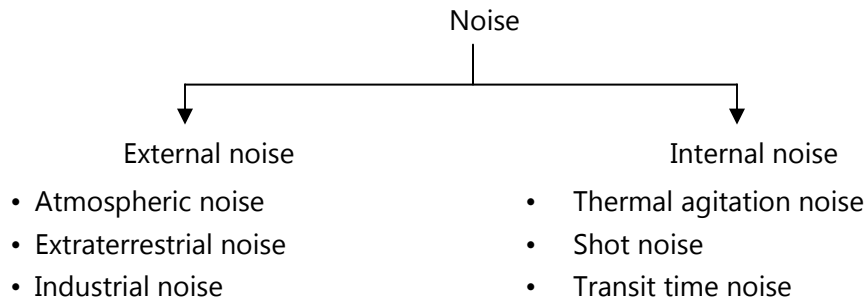 Noise
External noise
• Atmospheric noise
• Extraterrestrial noise
• Industrial noise
Internal noise
• Thermal agitation noise
• Shot noise
• Transit time noise